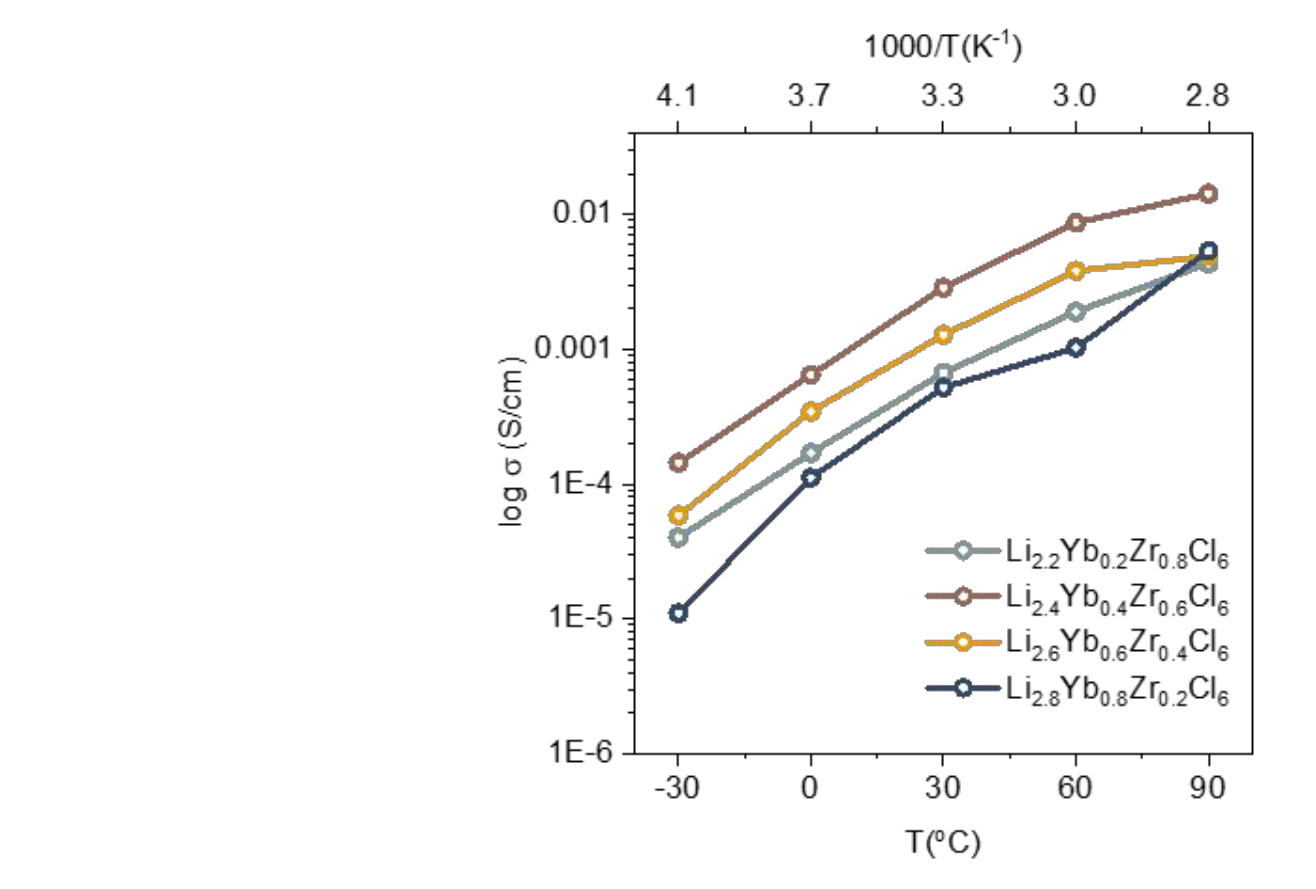 1000/T(K⁻¹)
4.1 3.7 3.3 3.0 2.8
0.01
0.001
1E-4
1E-5
1E-6
log σ (S/cm)
Li₂.₂Yb₀.₂Zr₀.₈Cl₆
Li₂.₄Yb₀.₄Zr₀.₆Cl₆
Li₂.₆Yb₀.₆Zr₀.₄Cl₆
Li₂.₈Yb₀.₈Zr₀.₂Cl₆
-30 0 30 60 90
T(ºC)